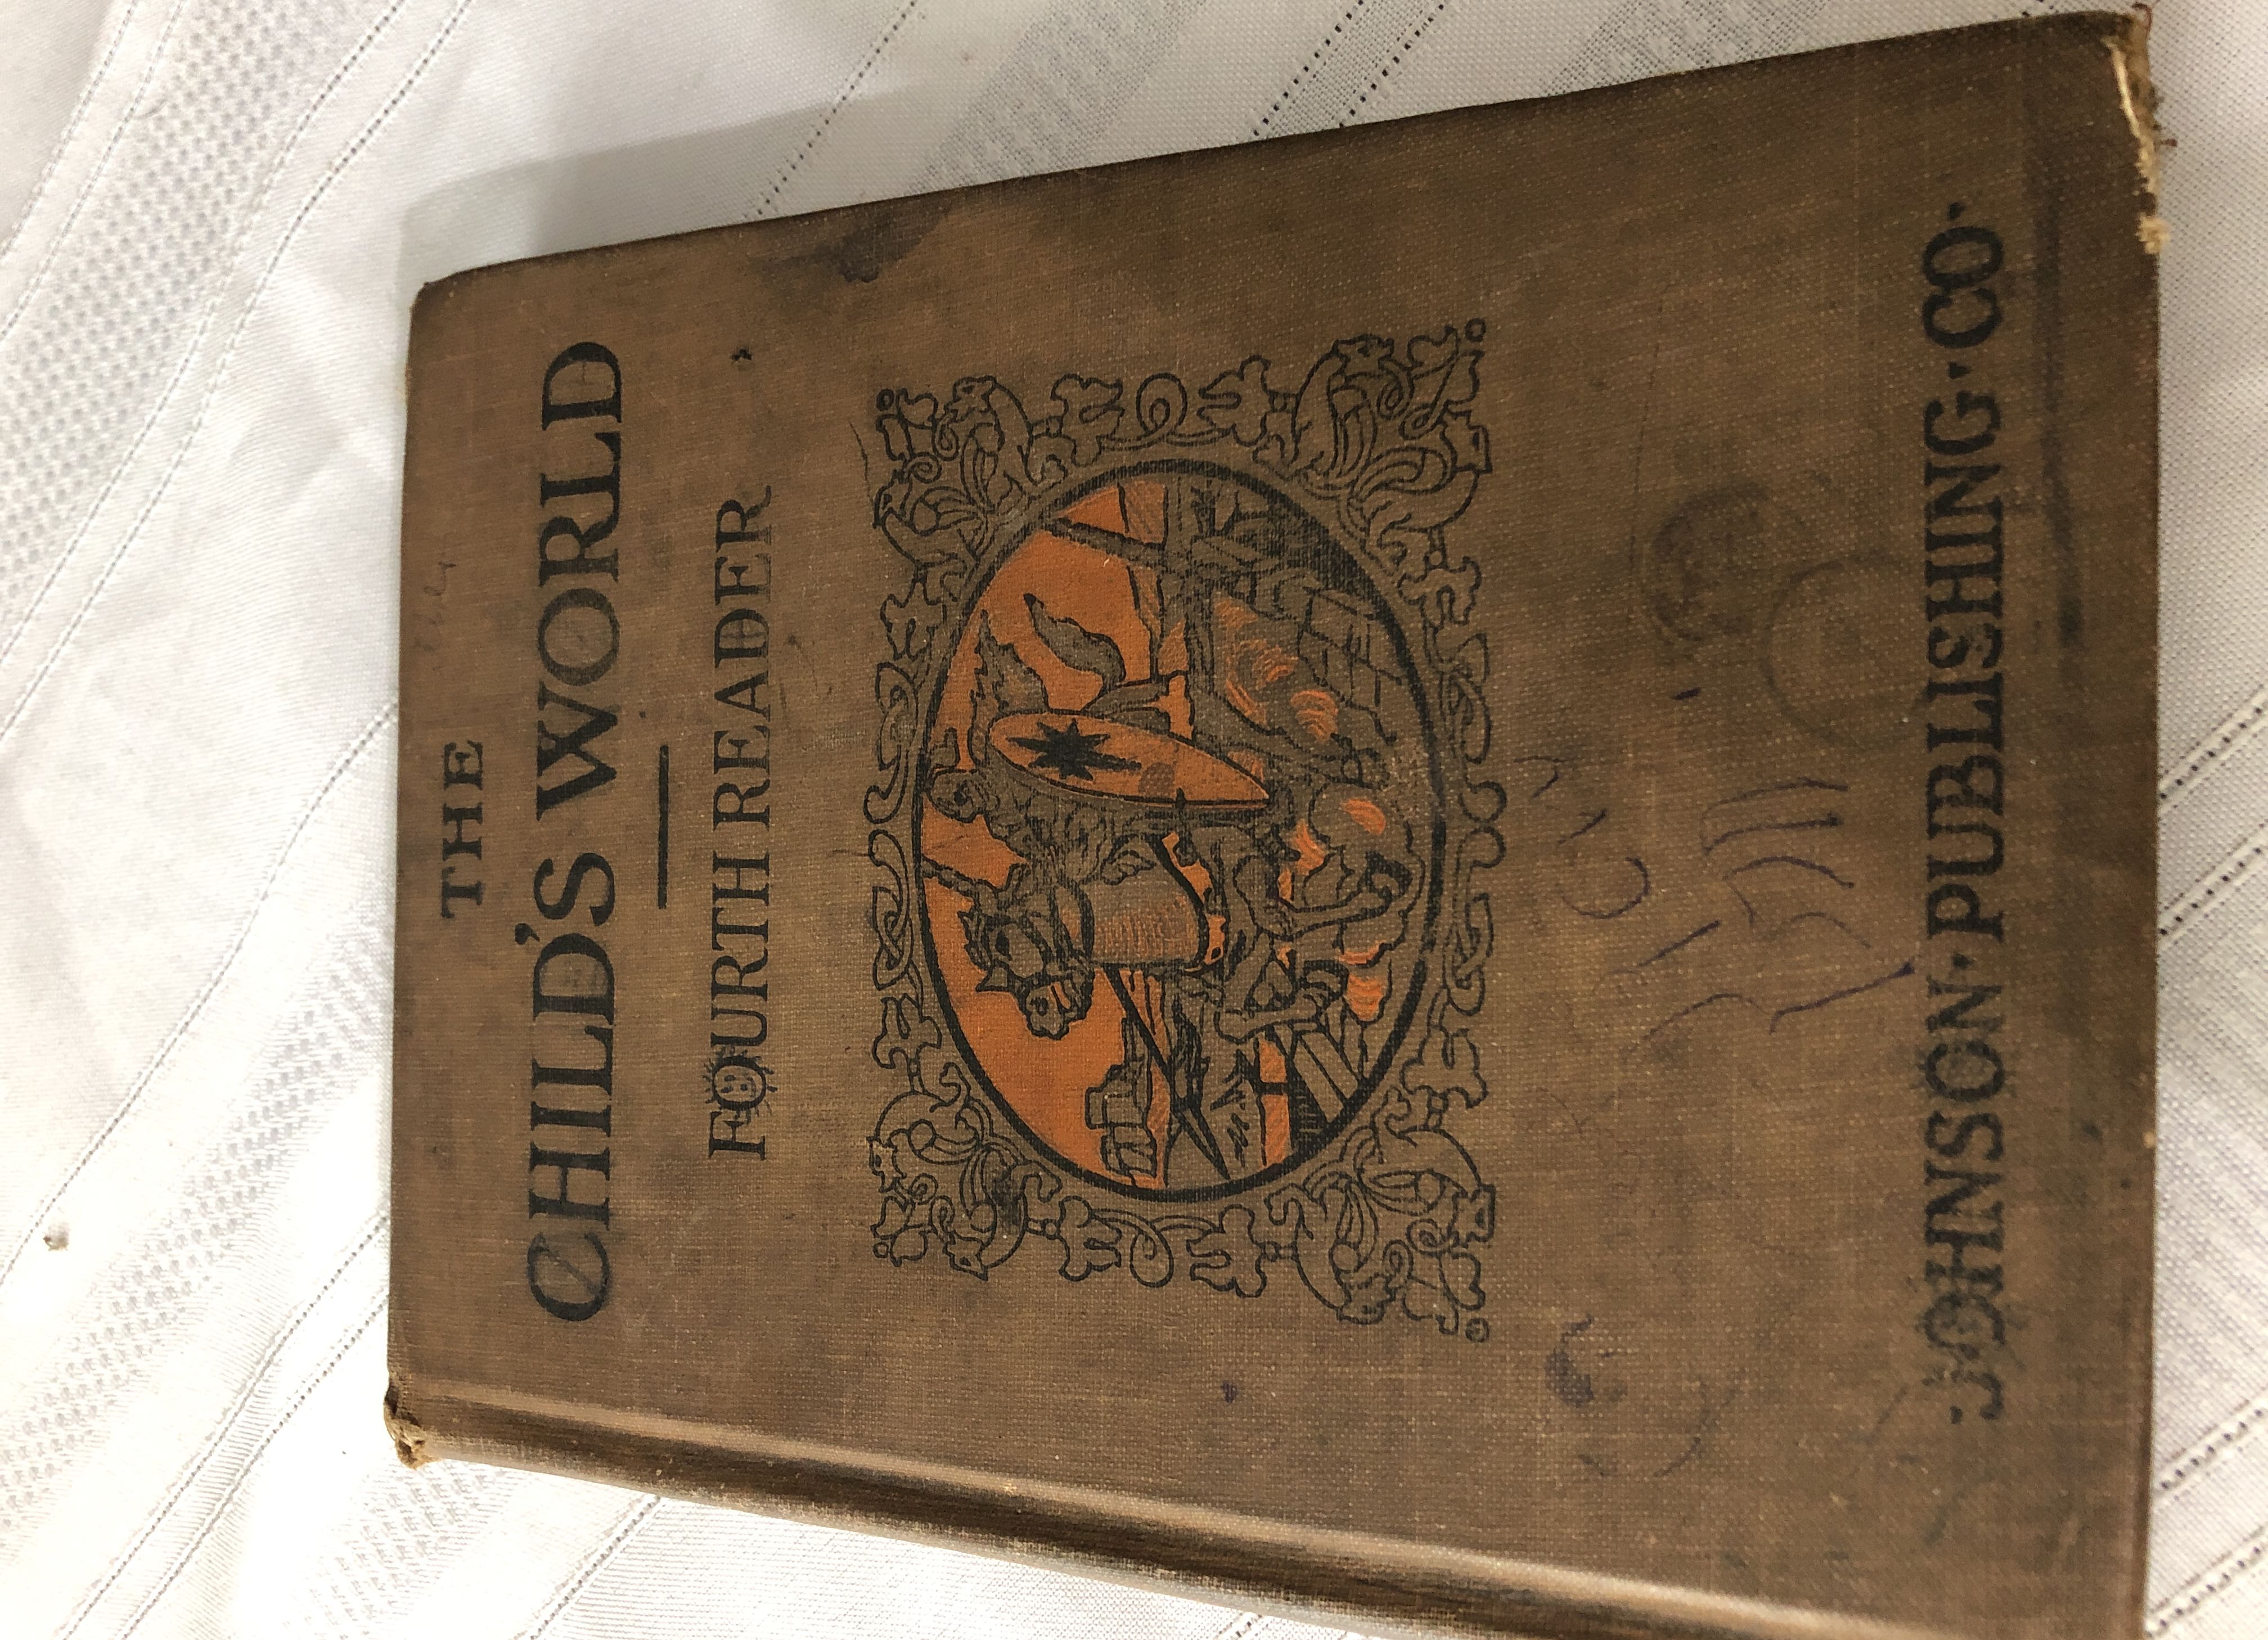 THE
CHILD'S WORLD
FOURTH READER
JOHNSON·PUBLISHING·CO·